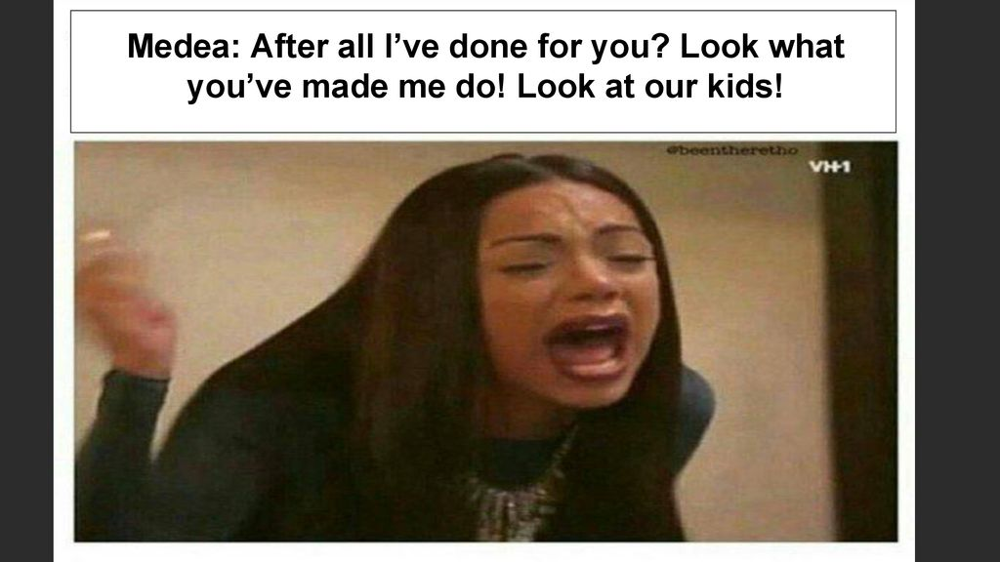 Medea: After all I’ve done for you? Look what
you’ve made me do! Look at our kids!
@beentheretho
VH1